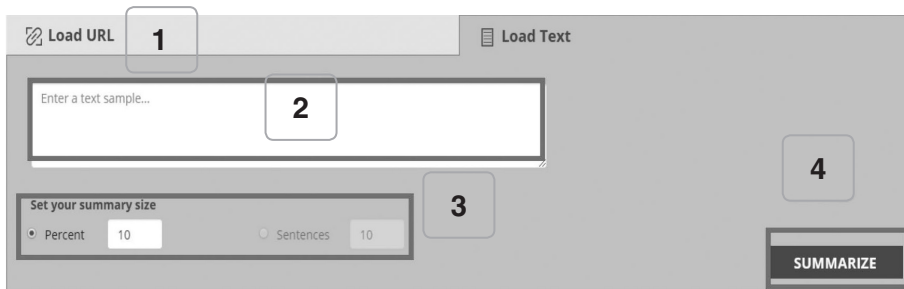 Load URL
1
Load Text
Enter a text sample...
2
4
3
Set your summary size
Percent 10 Sentences 10
SUMMARIZE